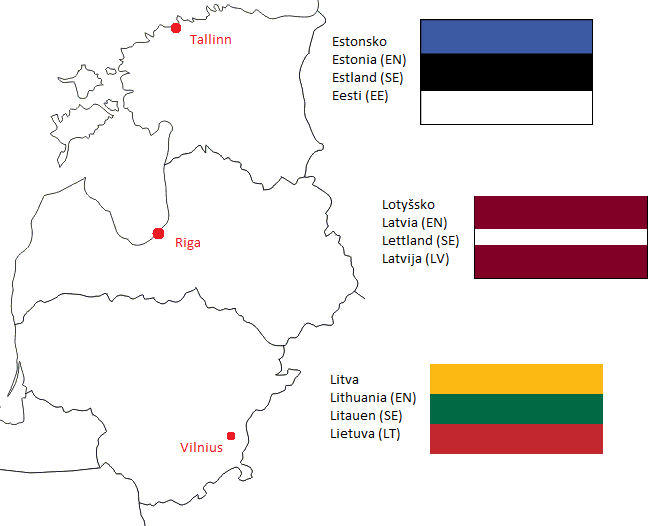 Tallinn
Estonsko
Estonia (EN)
Estland (SE)
Eesti (EE)
Riga
Lotyšsko
Latvia (EN)
Lettland (SE)
Latvija (LV)
Vilnius
Litva
Lithuania (EN)
Litauen (SE)
Lietuva (LT)